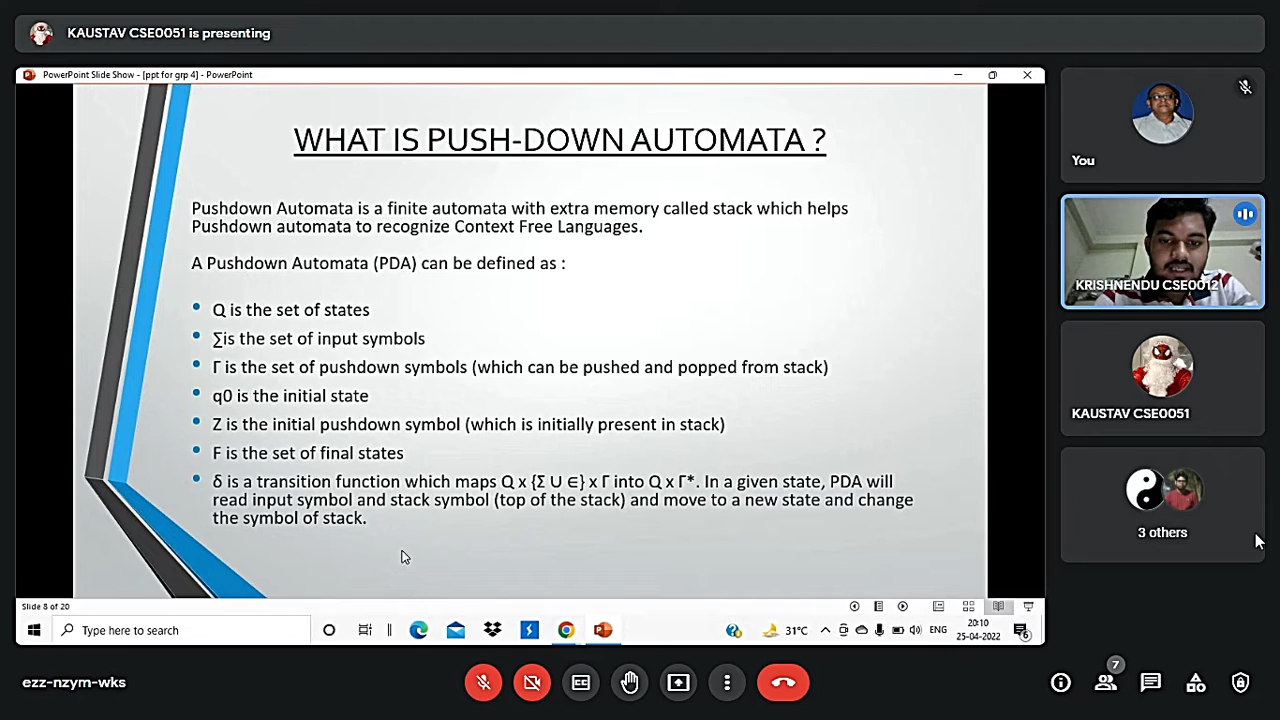 KAUSTAV CSE0051 is presenting
PowerPoint Slide Show - [ppt for grp 4] - PowerPoint
WHAT IS PUSH-DOWN AUTOMATA ?
Pushdown Automata is a finite automata with extra memory called stack which helps
Pushdown automata to recognize Context Free Languages.
A Pushdown Automata (PDA) can be defined as :
• Q is the set of states
• ∑is the set of input symbols
• Γ is the set of pushdown symbols (which can be pushed and popped from stack)
• q0 is the initial state
• Z is the initial pushdown symbol (which is initially present in stack)
• F is the set of final states
• δ is a transition function which maps Q x {Σ ∪ ∈} x Γ into Q x Γ*. In a given state, PDA will
read input symbol and stack symbol (top of the stack) and move to a new state and change
the symbol of stack.
Slide 8 of 20
Type here to search
31°C
ENG
20:10
25-04-2022
6
You
KRISHNENDU CSE0012
KAUSTAV CSE0051
3 others
ezz-nzym-wks
7